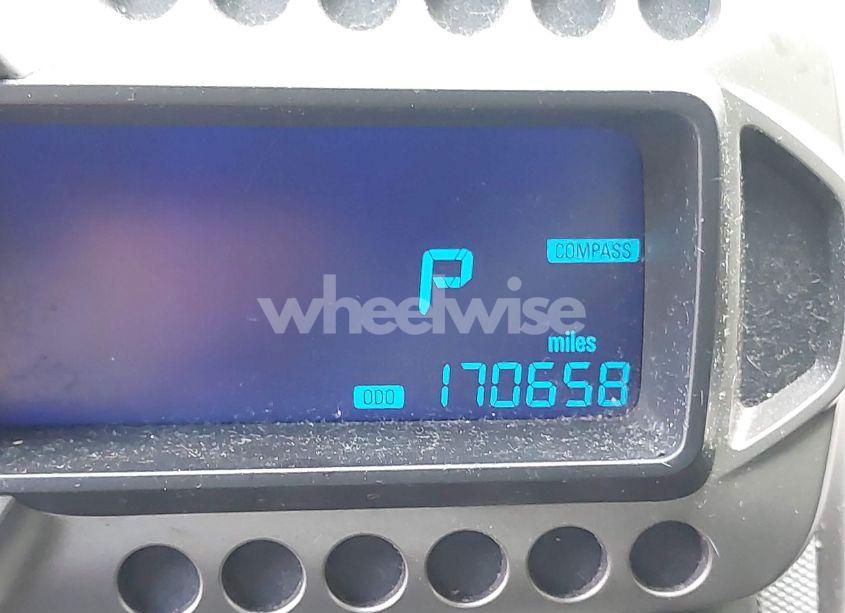 COMPASS
P
wheelwise
miles
ODO 170658